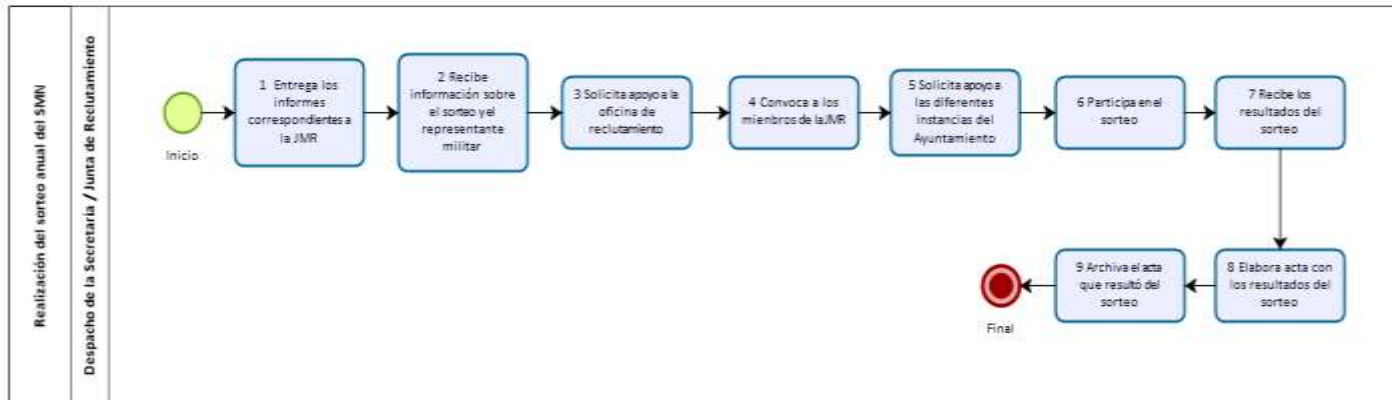 Realización del sorteo anual del SMN
Despacho de la Secretaría / Junta de Reclutamiento
Inicio
1 Entrega los
informes
correspondientes a
la JMR
2 Recibe
información sobre
el sorteo y el
representante
militar
3 Solicita apoyo a la
oficina de
reclutamiento
4 Convoca a los
miembros de la JMR
5 Solicita apoyo a
las diferentes
instancias del
Ayuntamiento
6 Participa en el
sorteo
7 Recibe los
resultados del
sorteo
8 Elabora acta con
los resultados del
sorteo
9 Archiva el acta
que resultó del
sorteo
Final